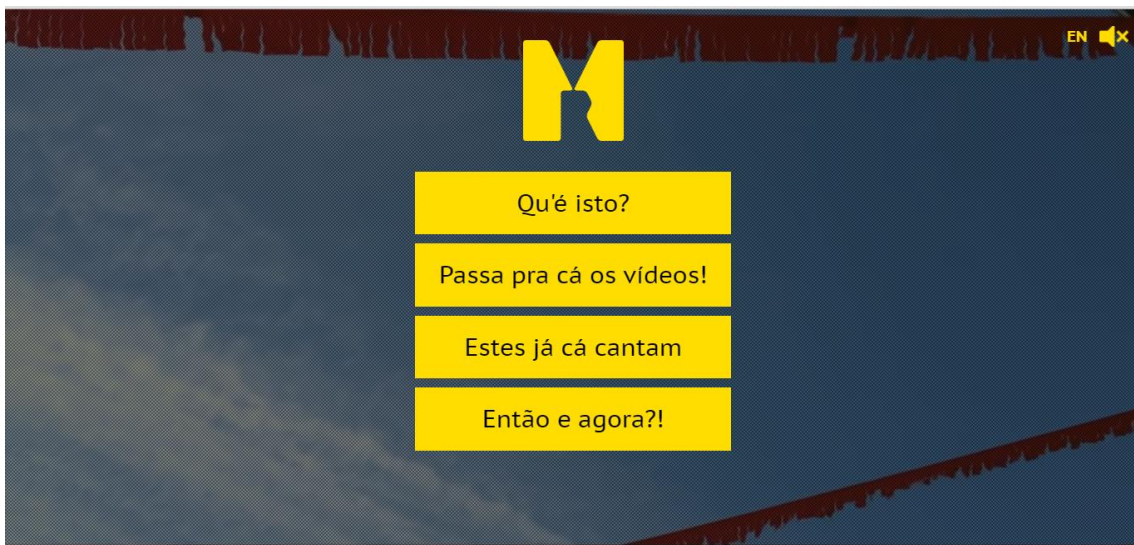 EN
Qu'é isto?
Passa pra cá os vídeos!
Estes já cá cantam
Então e agora?!